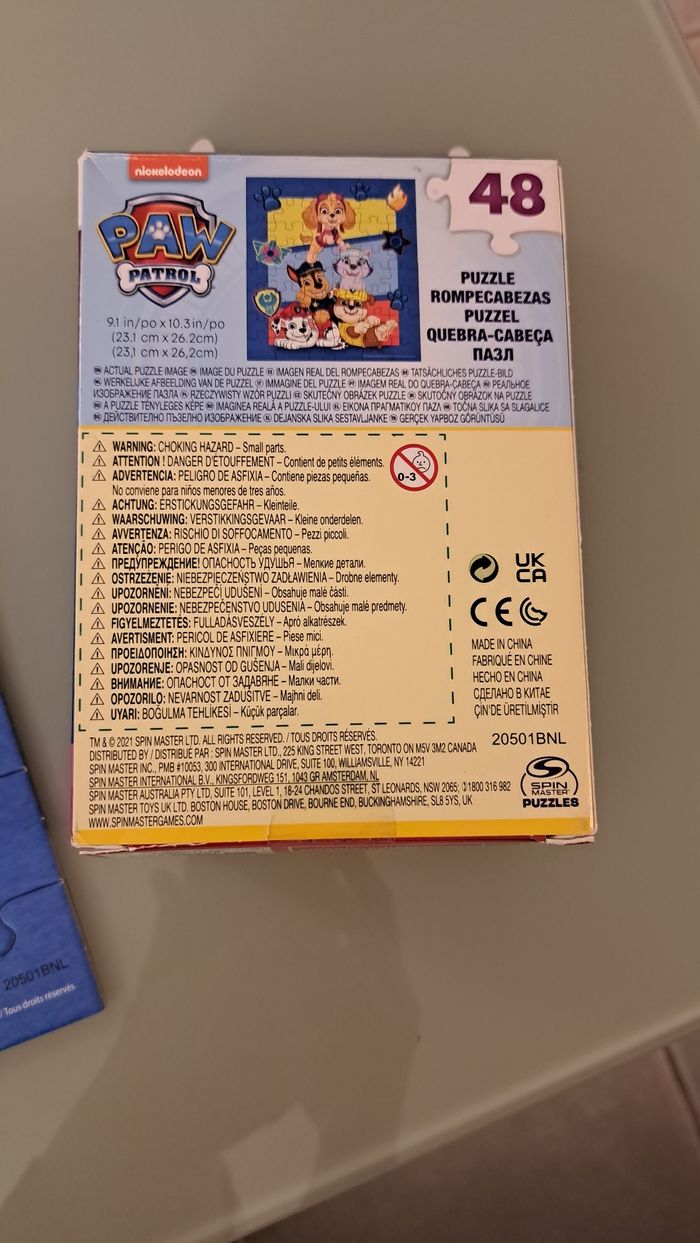 nickelodeon
48
PAW
PATROL
PUZZLE
ROMPECABEZAS
PUZZEL
QUEBRA-CABEÇA
ПАЗЛ
9.1 in/po x 10.3 in/po
(23.1 cm x 26.2cm)
(23,1 cm x 26,2cm)
ACTUAL PUZZLE IMAGE IMAGE DU PUZZLE IMAGEN REAL DEL ROMPECABEZAS TATSÄCHLICHES PUZZLE-BILD
WERKELIJKE AFBEELDING VAN DE PUZZEL IMMAGINE DEL PUZZLE IMAGEM REAL DO QUEBRA-CABEÇA РЕАЛЬНОЕ
ИЗОБРАЖЕНИЕ ПАЗЛА RZECZYWISTY WZÓR PUZZLI SKUTEČNÝ OBRÁZEK PUZZLE SKUTOČNÝ OBRÁZOK NA PUZZLE
A PUZZLE TÉNYLEGES KÉPE IMAGINEA REALĂ A PUZZLE-ULUI ΕΙΚΟΝΑ ΠΡΑΓΜΑΤΙΚΟΥ ΠΑΖΛ TOČNA SLIKA SA SLAGALICE
ДЕЙСТВИТЕЛНО ПЪЗЕЛНО ИЗОБРАЖЕНИЕ DEJANSKA SLIKA SESTAVLJANKE GERÇEK YAPBOZ GÖRÜNTÜSÜ
WARNING: CHOKING HAZARD – Small parts.
ATTENTION ! DANGER D'ÉTOUFFEMENT – Contient de petits éléments.
ADVERTENCIA: PELIGRO DE ASFIXIA – Contiene piezas pequeñas.
No conviene para niños menores de tres años.
ACHTUNG: ERSTICKUNGSGEFAHR – Kleinteile.
WAARSCHUWING: VERSTIKKINGSGEVAAR – Kleine onderdelen.
AVVERTENZA: RISCHIO DI SOFFOCAMENTO – Pezzi piccoli.
ATENÇÃO: PERIGO DE ASFIXIA – Peças pequenas.
ПРЕДУПРЕЖДЕНИЕ! ОПАСНОСТЬ УДУШЬЯ – Мелкие детали.
OSTRZEŻENIE: NIEBEZPIECZEŃSTWO ZADŁAWIENIA – Drobne elementy.
UPOZORNĚNÍ: NEBEZPEČÍ UDUŠENÍ – Obsahuje malé části.
UPOZORNENIE: NEBEZPEČENSTVO UDUSENIA – Obsahuje malé predmety.
FIGYELMEZTETÉS: FULLADÁSVESZÉLY – Apró alkatrészek.
AVERTISMENT: PERICOL DE ASFIXIERE – Piese mici.
ΠΡΟΕΙΔΟΠΟΙΗΣΗ: ΚΙΝΔΥΝΟΣ ΠΝΙΓΜΟΥ – Μικρά μέρη.
UPOZORENJE: OPASNOST OD GUŠENJA – Mali dijelovi.
ВНИМАНИЕ: ОПАСНОСТ ОТ ЗАДАВЯНЕ – Малки части.
OPOZORILO: NEVARNOST ZADUŠITVE – Majhni deli.
UYARI: BOĞULMA TEHLİKESİ – Küçük parçalar.
0-3
UK
CA
CE
MADE IN CHINA
FABRIQUÉ EN CHINE
HECHO EN CHINA
СДЕЛАНО В КИТАЕ
ÇİN'DE ÜRETİLMİŞTİR
20501BNL
SPIN
MASTER
PUZZLES
TM & © 2021 SPIN MASTER LTD. ALL RIGHTS RESERVED. / TOUS DROITS RÉSERVÉS.
DISTRIBUTED BY / DISTRIBUÉ PAR : SPIN MASTER LTD., 225 KING STREET WEST, TORONTO ON M5V 3M2 CANADA
SPIN MASTER INC., PMB #10053, 300 INTERNATIONAL DRIVE, SUITE 100, WILLIAMSVILLE, NY 14221
SPIN MASTER INTERNATIONAL B.V., KINGSFORDWEG 151, 1043 GR AMSTERDAM, NL
SPIN MASTER AUSTRALIA PTY LTD, SUITE 101, LEVEL 1, 18-24 CHANDOS STREET, ST LEONARDS, NSW 2065; 1800 316 982
SPIN MASTER TOYS UK LTD. BOSTON HOUSE, BOSTON DRIVE, BOURNE END, BUCKINGHAMSHIRE, SL8 5YS, UK
WWW.SPINMASTERGAMES.COM
20501BNL
/ Tous droits réservés.